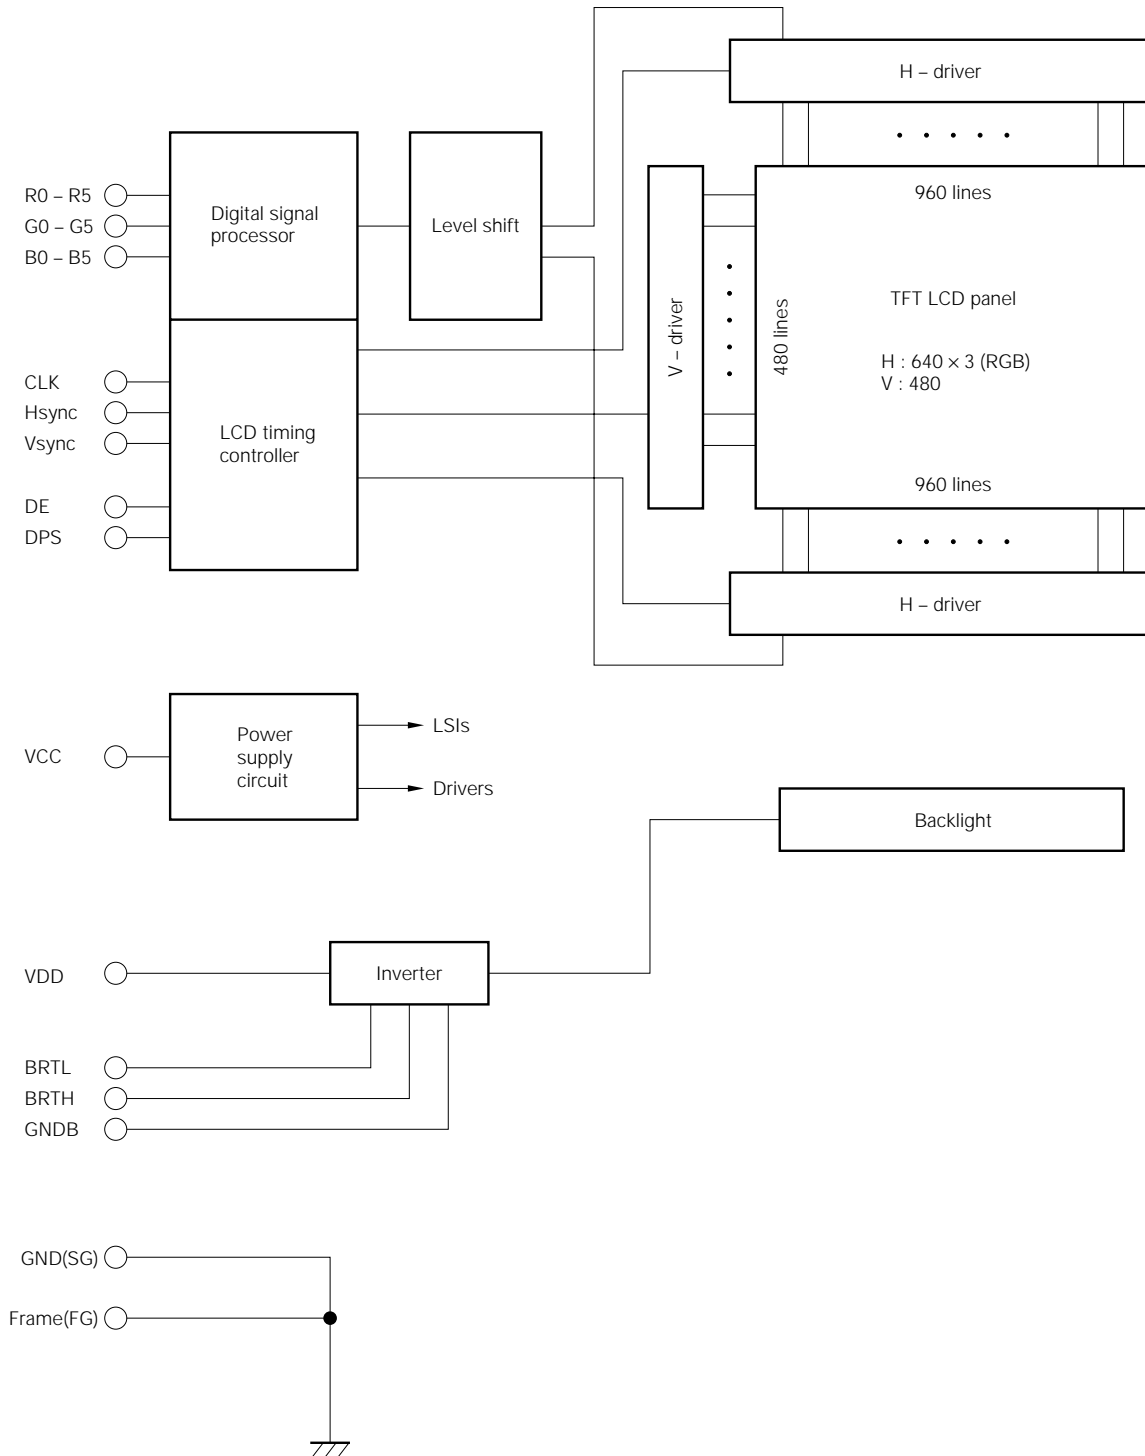 H – driver
960 lines
R0 – R5
G0 – G5
B0 – B5
Digital signal
processor
Level shift
V – driver
480 lines
TFT LCD panel
H : 640 × 3 (RGB)
V : 480
CLK
Hsync
Vsync
DE
DPS
LCD timing
controller
960 lines
H – driver
VCC
Power
supply
circuit
LSIs
Drivers
Backlight
VDD
Inverter
BRTL
BRTH
GNDB
GND(SG)
Frame(FG)